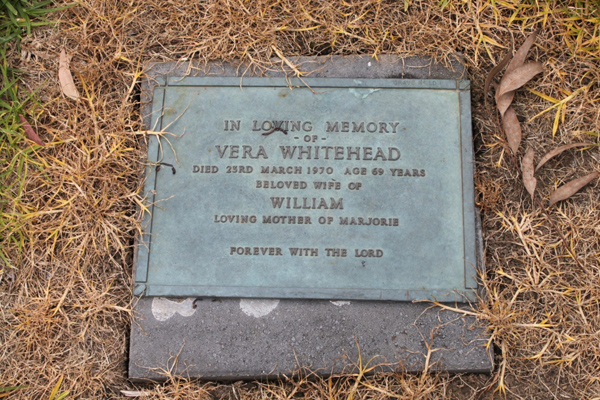 IN LOVING MEMORY
- OF -
VERA WHITEHEAD
DIED 23RD MARCH 1970 AGE 69 YEARS
BELOVED WIFE OF
WILLIAM
LOVING MOTHER OF MARJORIE
FOREVER WITH THE LORD